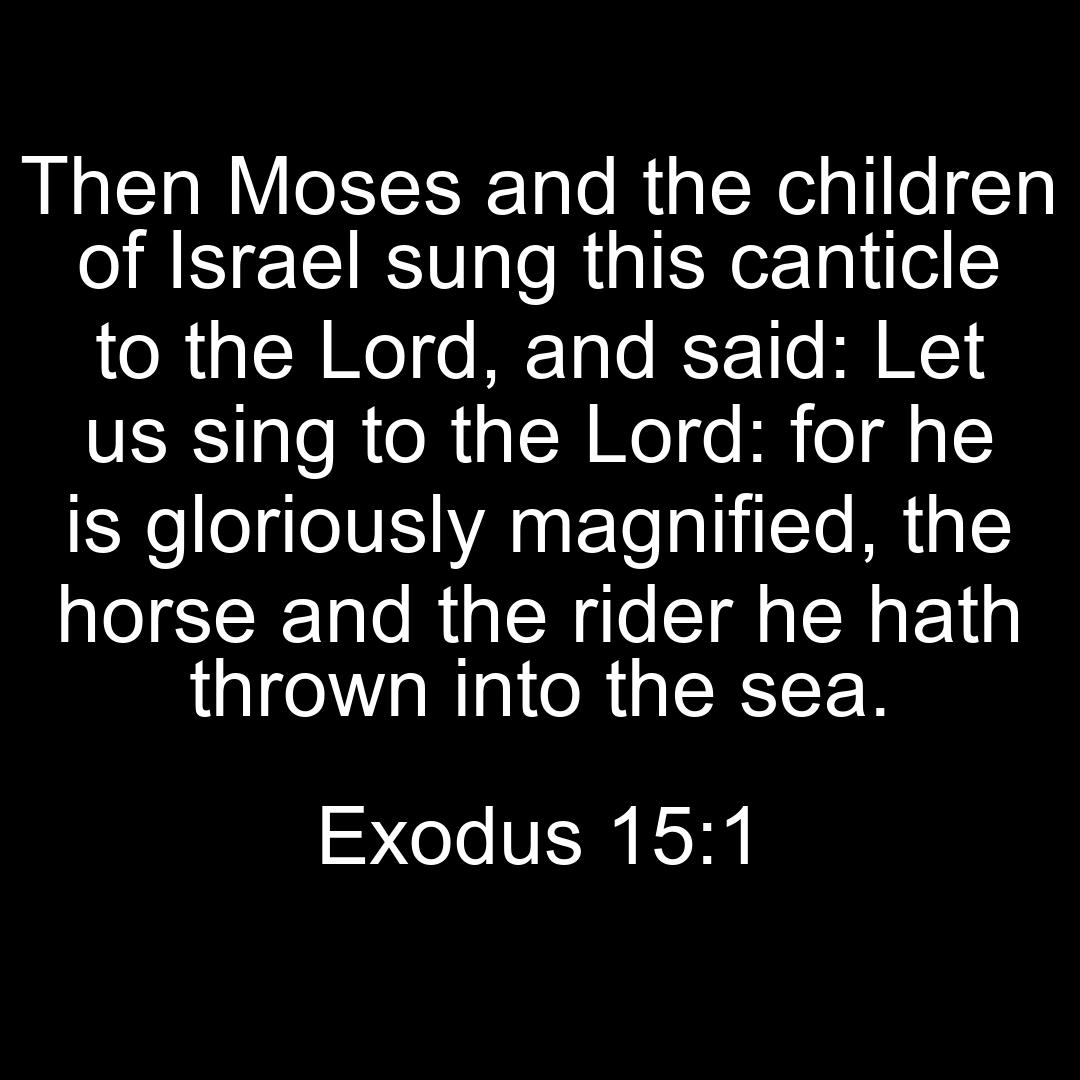 Then Moses and the children
of Israel sung this canticle
to the Lord, and said: Let
us sing to the Lord: for he
is gloriously magnified, the
horse and the rider he hath
thrown into the sea.
Exodus 15:1